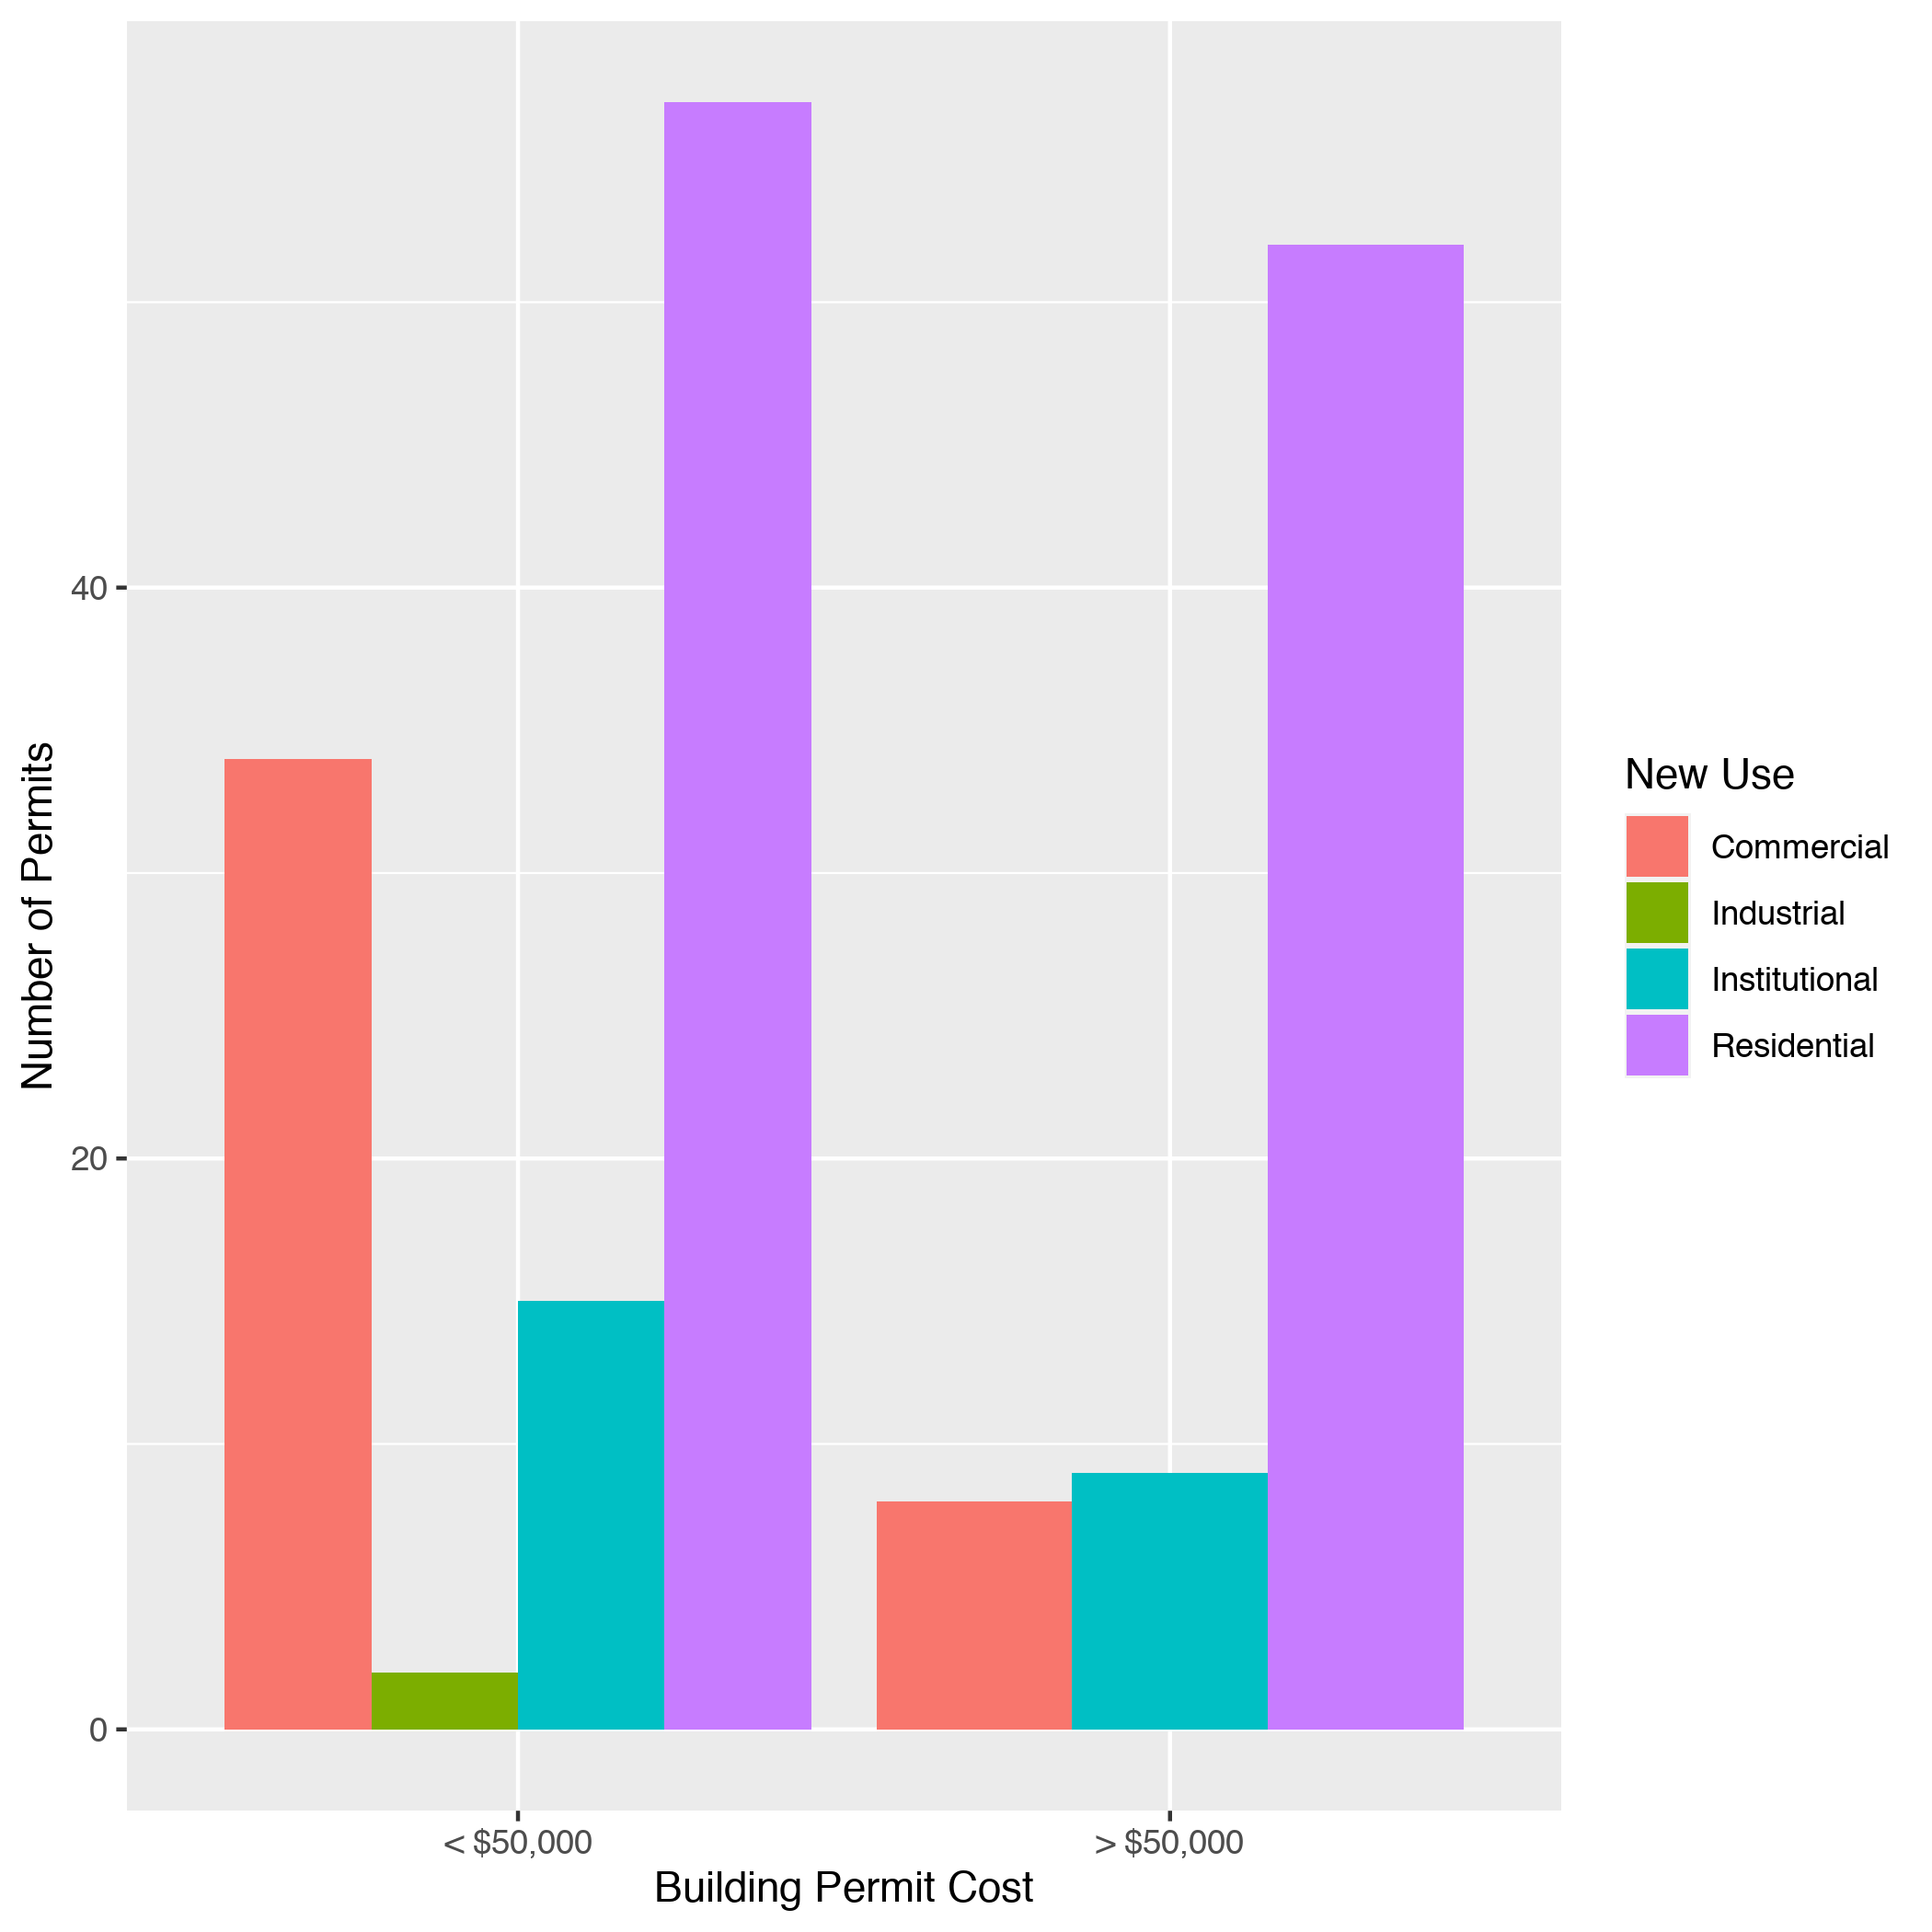 Number of Permits
40
20
0
< $50,000
> $50,000
Building Permit Cost
New Use
Commercial
Industrial
Institutional
Residential